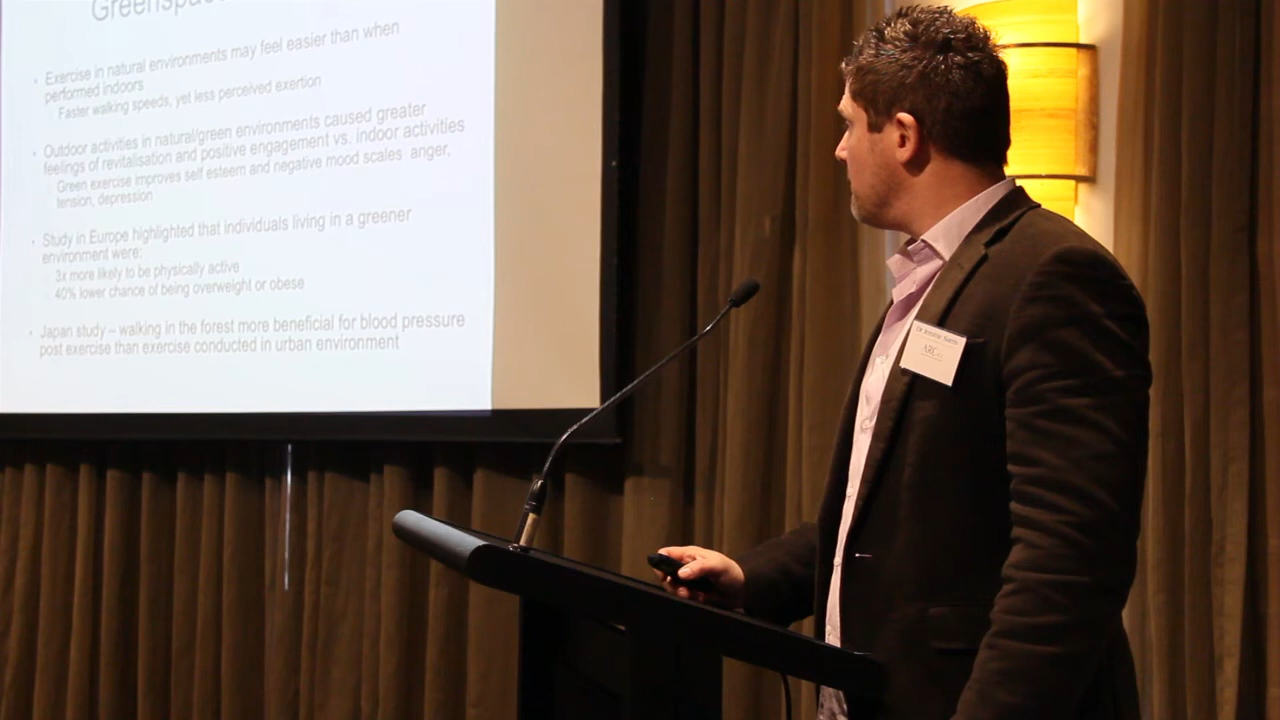 Greenspace
Exercise in natural environments may feel easier than when
performed indoors
Faster walking speeds, yet less perceived exertion
Outdoor activities in natural/green environments caused greater
feelings of revitalisation and positive engagement vs. indoor activities
Green exercise improves self esteem and negative mood scales anger,
tension, depression
Study in Europe highlighted that individuals living in a greener
environment were:
3x more likely to be physically active
40% lower chance of being overweight or obese
Japan study – walking in the forest more beneficial for blood pressure
post exercise than exercise conducted in urban environment
Dr Jerome Sarris
ARC